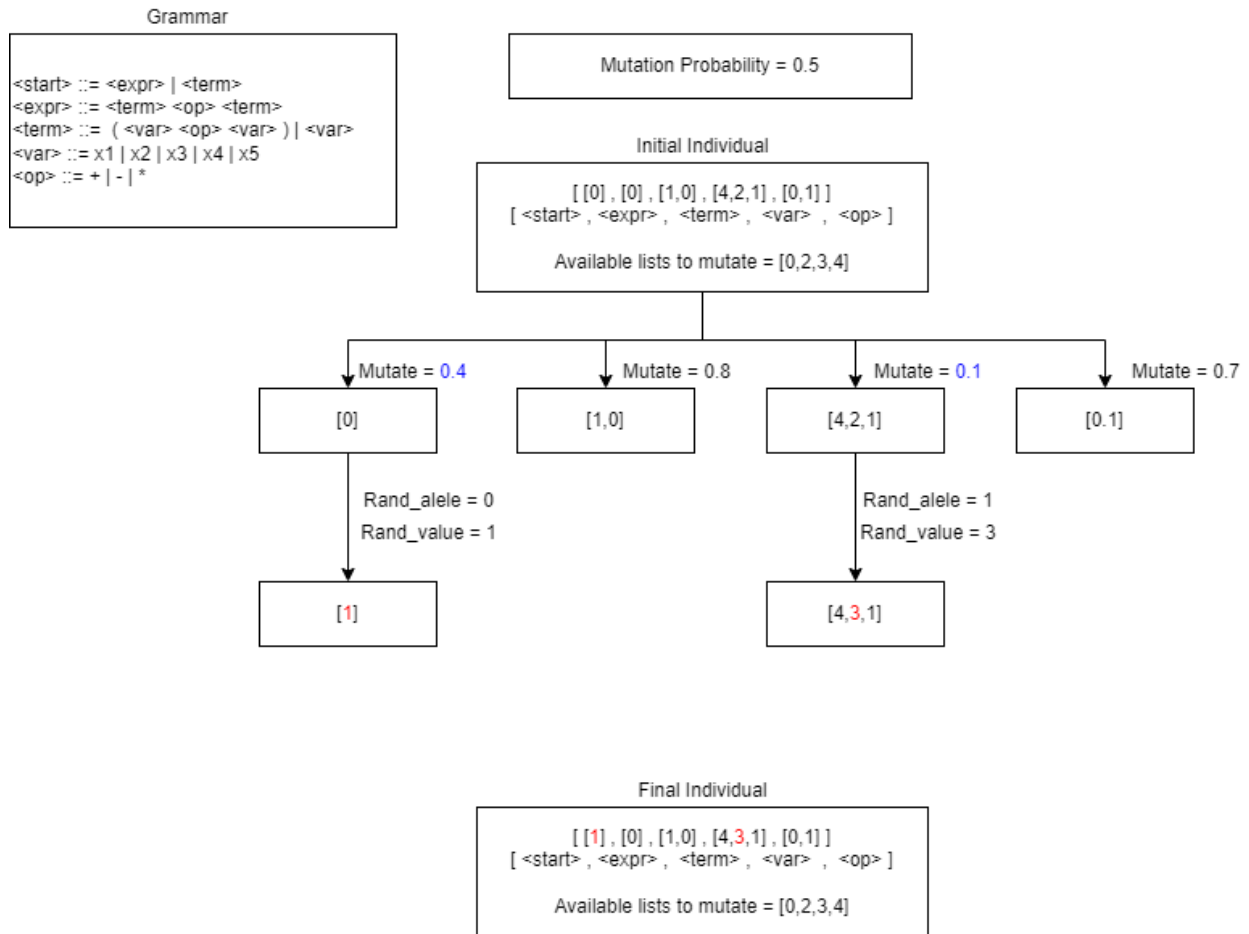 Grammar
<start> ::= <expr> | <term>
<expr> ::= <term> <op> <term>
<term> ::= ( <var> <op> <var> ) | <var>
<var> ::= x1 | x2 | x3 | x4 | x5
<op> ::= + | - | *
Mutation Probability = 0.5
Initial Individual
[ [0] , [0] , [1,0] , [4,2,1] , [0,1] ]
[ <start> , <expr> , <term> , <var> , <op> ]
Available lists to mutate = [0,2,3,4]
Mutate = 0.4
Mutate = 0.8
Mutate = 0.1
Mutate = 0.7
[0]
[1,0]
[4,2,1]
[0.1]
Rand_alele = 0
Rand_value = 1
Rand_alele = 1
Rand_value = 3
[1]
[4,3,1]
Final Individual
[ [1] , [0] , [1,0] , [4,3,1] , [0,1] ]
[ <start> , <expr> , <term> , <var> , <op> ]
Available lists to mutate = [0,2,3,4]